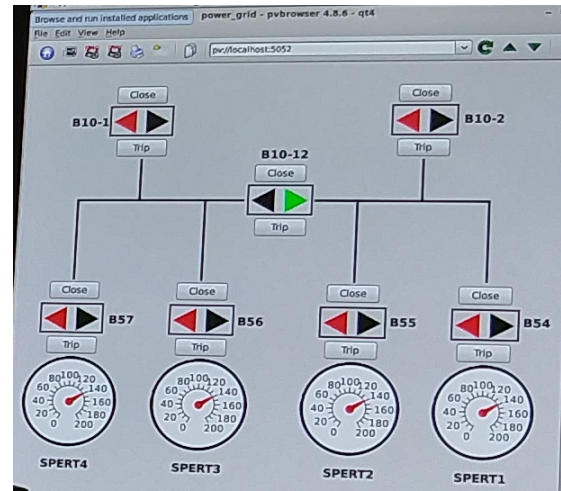 Browse and run installed applications
power_grid - pvbrowser 4.8.6 - qt4
File Edit View Help
pv://localhost:5052
Close
B10-1
Trip
Close
B10-2
Trip
B10-12
Close
Trip
Close
B57
Trip
Close
B56
Trip
Close
B55
Trip
Close
B54
Trip
0 20 40 60 80 100 120 140 160 180 200
0 20 40 60 80 100 120 140 160 180 200
0 20 40 60 80 100 120 140 160 180 200
0 20 40 60 80 100 120 140 160 180 200
SPERT4
SPERT3
SPERT2
SPERT1